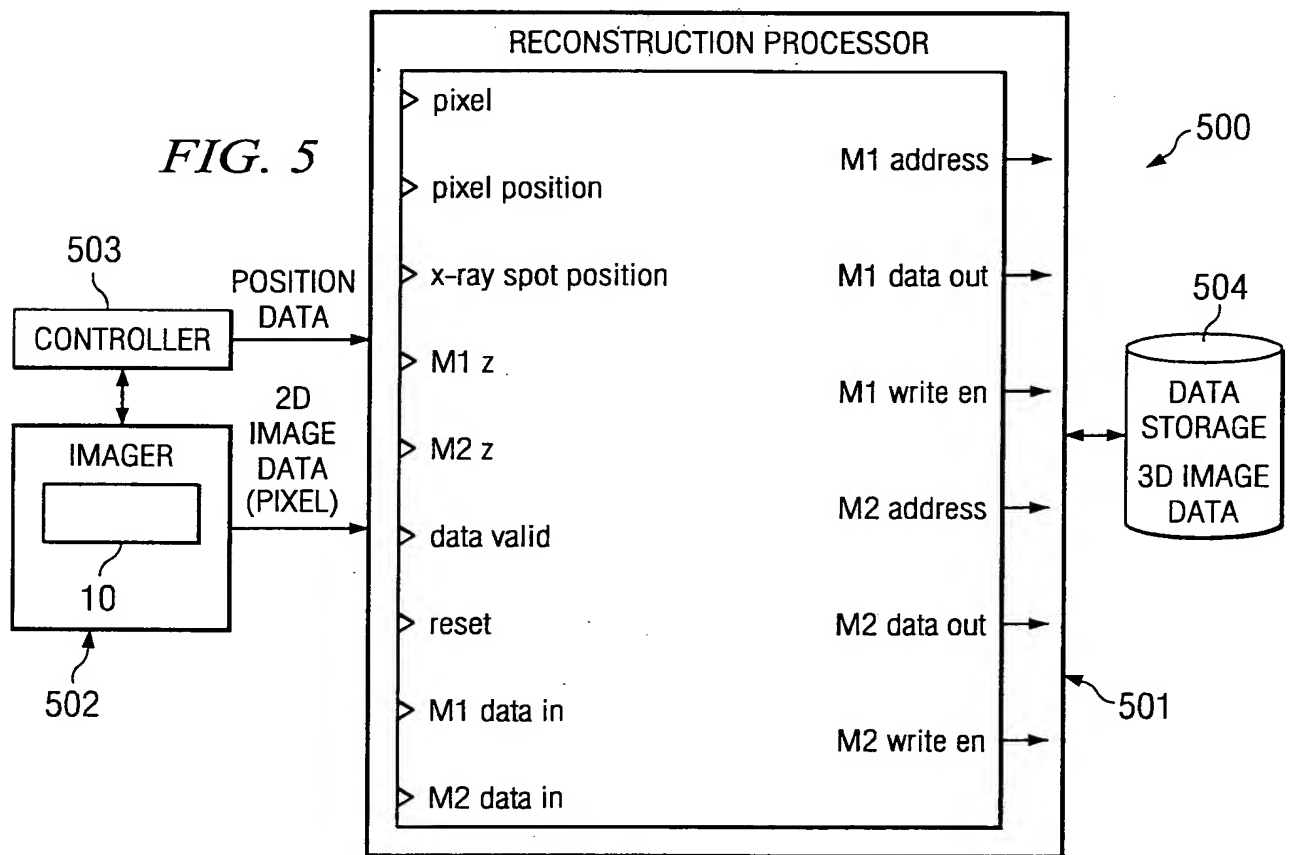 FIG. 5
503
CONTROLLER
POSITION
DATA
IMAGER
10
502
2D
IMAGE
DATA
(PIXEL)
RECONSTRUCTION PROCESSOR
pixel
pixel position
x-ray spot position
M1 z
M2 z
data valid
reset
M1 data in
M2 data in
M1 address
M1 data out
M1 write en
M2 address
M2 data out
M2 write en
500
504
DATA
STORAGE
3D IMAGE
DATA
501